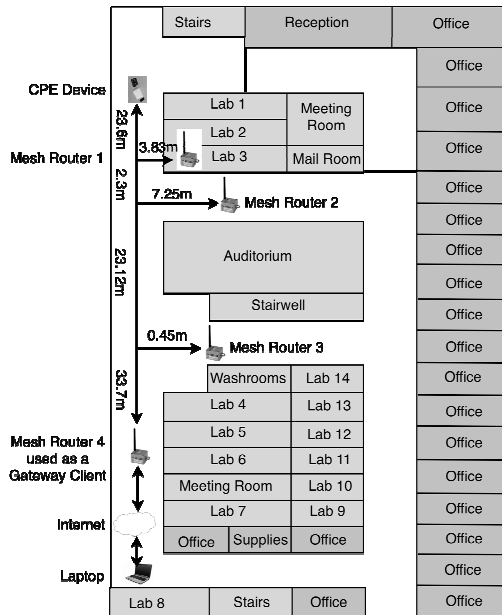 Stairs
Reception
Office
Office
CPE Device
Office
Lab 1
Meeting
Room
23.6m
3.83m
Lab 2
Office
Mesh Router 1
Lab 3
Mail Room
2.3m
7.25m
Mesh Router 2
Office
Office
Auditorium
Office
23.12m
Office
Stairwell
Office
0.45m
Mesh Router 3
Office
33.7m
Washrooms
Lab 14
Office
Lab 4
Lab 13
Office
Mesh Router 4
used as a
Gateway Client
Lab 5
Lab 12
Office
Lab 6
Lab 11
Office
Meeting Room
Lab 10
Office
Internet
Lab 7
Lab 9
Office
Office
Supplies
Office
Office
Laptop
Office
Lab 8
Stairs
Office
Office